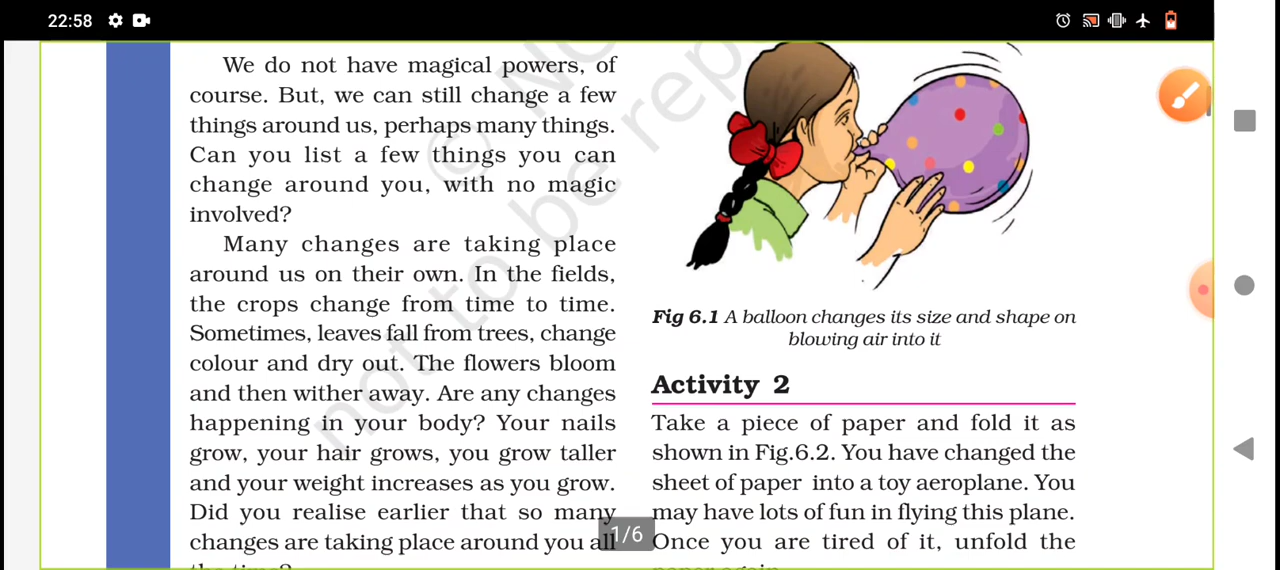 22:58
We do not have magical powers, of
course. But, we can still change a few
things around us, perhaps many things.
Can you list a few things you can
change around you, with no magic
involved?
Many changes are taking place
around us on their own. In the fields,
the crops change from time to time.
Sometimes, leaves fall from trees, change
colour and dry out. The flowers bloom
and then wither away. Are any changes
happening in your body? Your nails
grow, your hair grows, you grow taller
and your weight increases as you grow.
Did you realise earlier that so many
changes are taking place around you all
the time?
Fig 6.1 A balloon changes its size and shape on
blowing air into it
Activity 2
Take a piece of paper and fold it as
shown in Fig.6.2. You have changed the
sheet of paper into a toy aeroplane. You
may have lots of fun in flying this plane.
Once you are tired of it, unfold the
paper again.
1/6
not to be rep